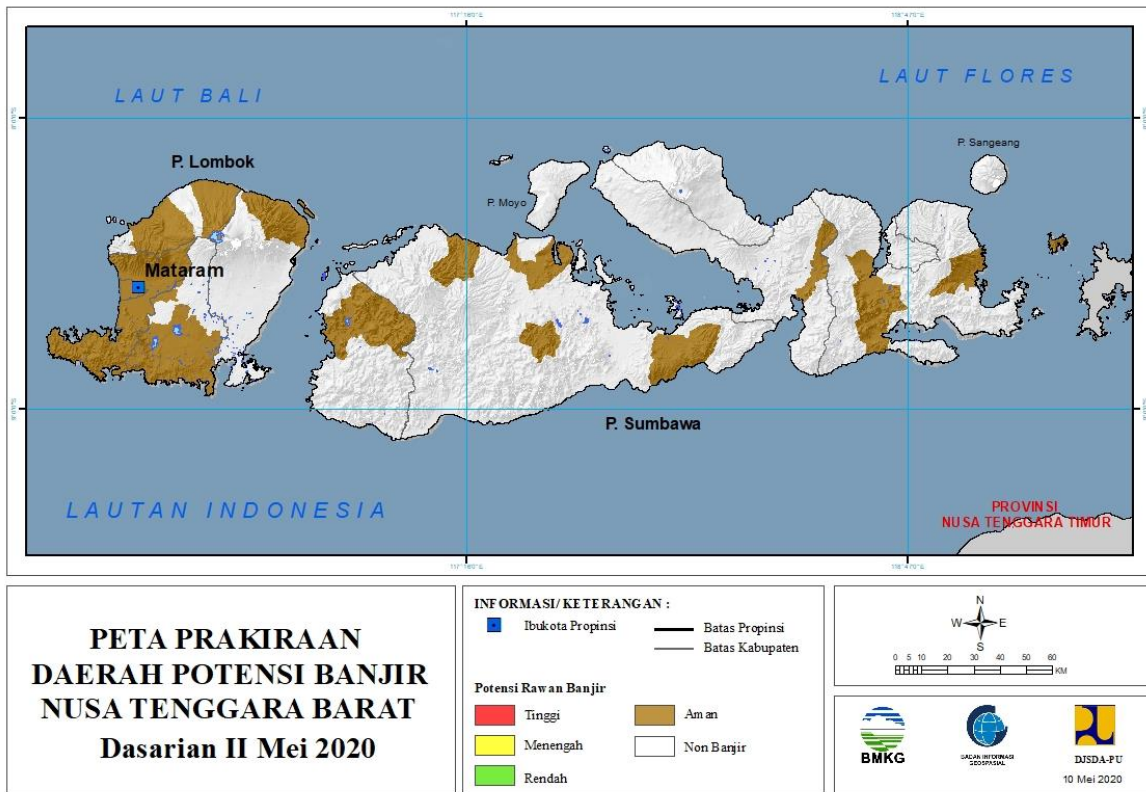 LAUT BALI
LAUT FLORES
P. Lombok
P. Sangeang
P. Moyo
Mataram
P. Sumbawa
LAUTAN INDONESIA
PROVINSI
NUSA TENGGARA TIMUR
PETA PRAKIRAAN
DAERAH POTENSI BANJIR
NUSA TENGGARA BARAT
Dasarian II Mei 2020
INFORMASI/ KETERANGAN :
Ibukota Propinsi
Batas Propinsi
Batas Kabupaten
Potensi Rawan Banjir
Tinggi
Aman
Menengah
Non Banjir
Rendah
N
W E
S
0 5 10 20 30 40 50 60
KM
BMKG
BADAN INFORMASI
GEOSPASIAL
DJSDA-PU
10 Mei 2020